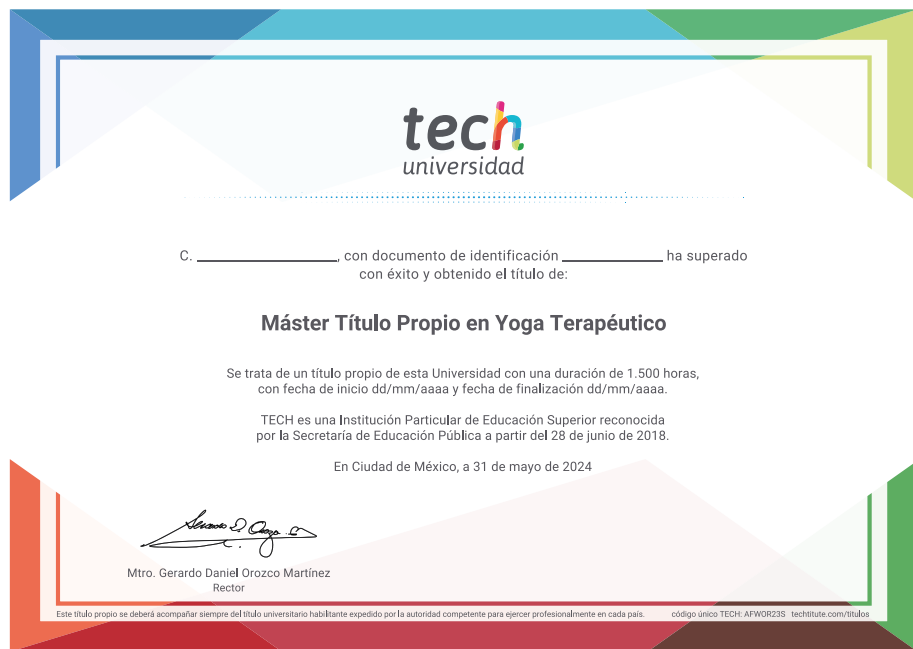 tech
universidad
C. ________________, con documento de identificación ____________ ha superado
con éxito y obtenido el título de:
Máster Título Propio en Yoga Terapéutico
Se trata de un título propio de esta Universidad con una duración de 1.500 horas,
con fecha de inicio dd/mm/aaaa y fecha de finalización dd/mm/aaaa.
TECH es una Institución Particular de Educación Superior reconocida
por la Secretaría de Educación Pública a partir del 28 de junio de 2018.
En Ciudad de México, a 31 de mayo de 2024
Mtro. Gerardo Daniel Orozco Martínez
Rector
Este título propio se deberá acompañar siempre del título universitario habilitante expedido por la autoridad competente para ejercer profesionalmente en cada país. código único TECH: AFWOR23S techtitute.com/titulos